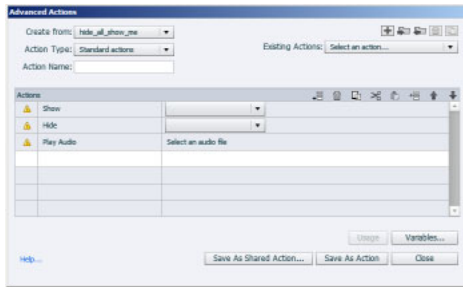 Advanced Actions
Create from: hide_all_show_me
Action Type: Standard actions
Existing Actions: Select an action...
Action Name:
Actions
Show
Hide
Play Audio Select an audio file
Usage Variables...
Help... Save As Shared Action... Save As Action Close